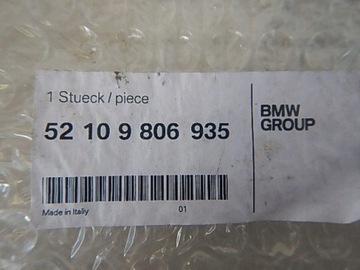 1 Stueck / piece
52 10 9 806 935
BMW
GROUP
Made in Italy
01